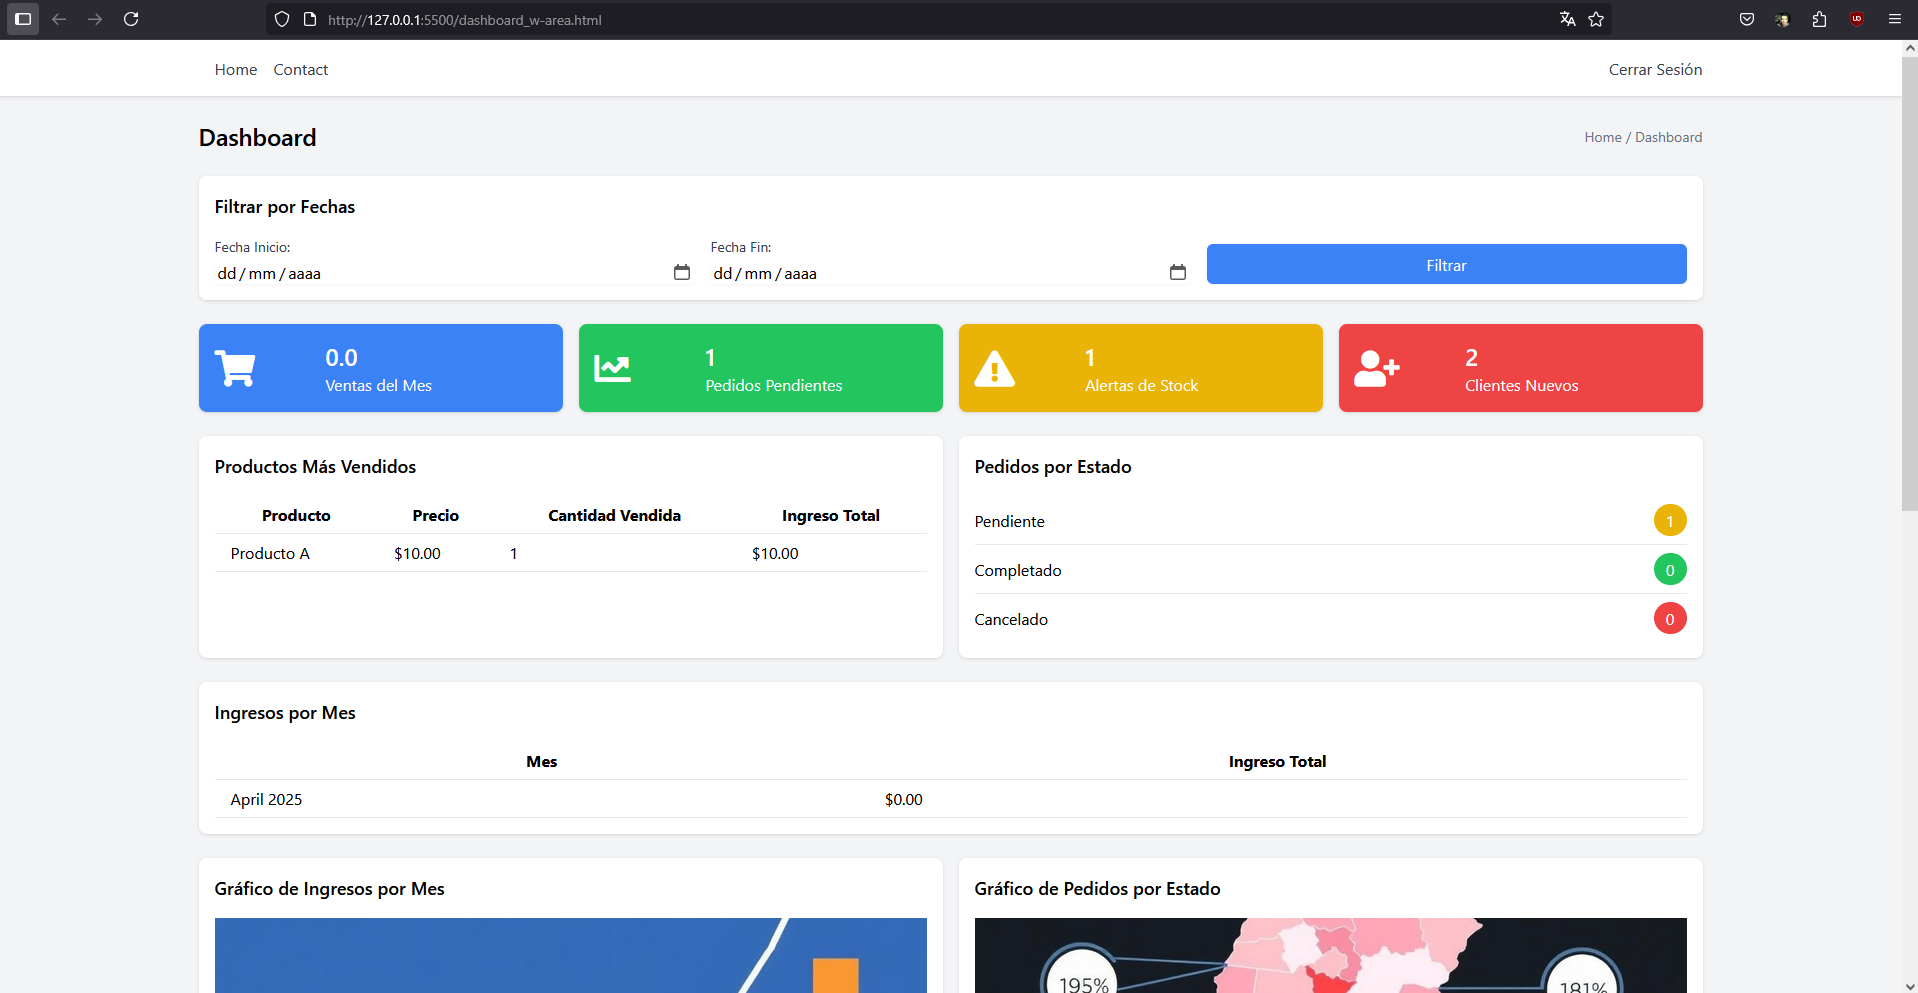 http://127.0.0.1:5500/dashboard_w-area.html
Home Contact Cerrar Sesión
Dashboard Home / Dashboard
Filtrar por Fechas
Fecha Inicio: Fecha Fin:
dd / mm / aaaa dd / mm / aaaa Filtrar
0.0 1 1 2
Ventas del Mes Pedidos Pendientes Alertas de Stock Clientes Nuevos
Productos Más Vendidos Pedidos por Estado
Producto Precio Cantidad Vendida Ingreso Total
Pendiente 1
Producto A $10.00 1 $10.00
Completado 0
Cancelado 0
Ingresos por Mes
Mes Ingreso Total
April 2025 $0.00
Gráfico de Ingresos por Mes Gráfico de Pedidos por Estado
195% 181%